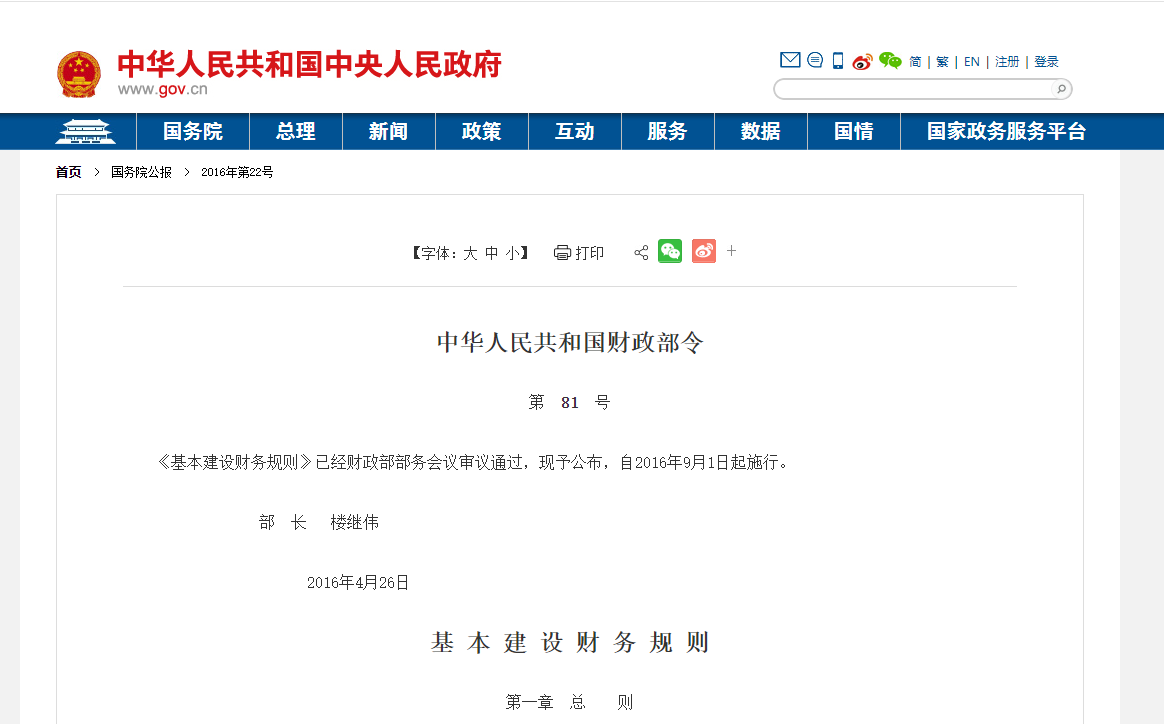 中华人民共和国中央人民政府
www.gov.cn
简 | 繁 | EN | 注册 | 登录
国务院 总理 新闻 政策 互动 服务 数据 国情 国家政务服务平台
首页 > 国务院公报 > 2016年第22号
【字体：大 中 小】 打印 +
中华人民共和国财政部令
第 81 号
《基本建设财务规则》已经财政部部务会议审议通过，现予公布，自2016年9月1日起施行。
部 长 楼继伟
2016年4月26日
基本建设财务规则
第一章 总 则